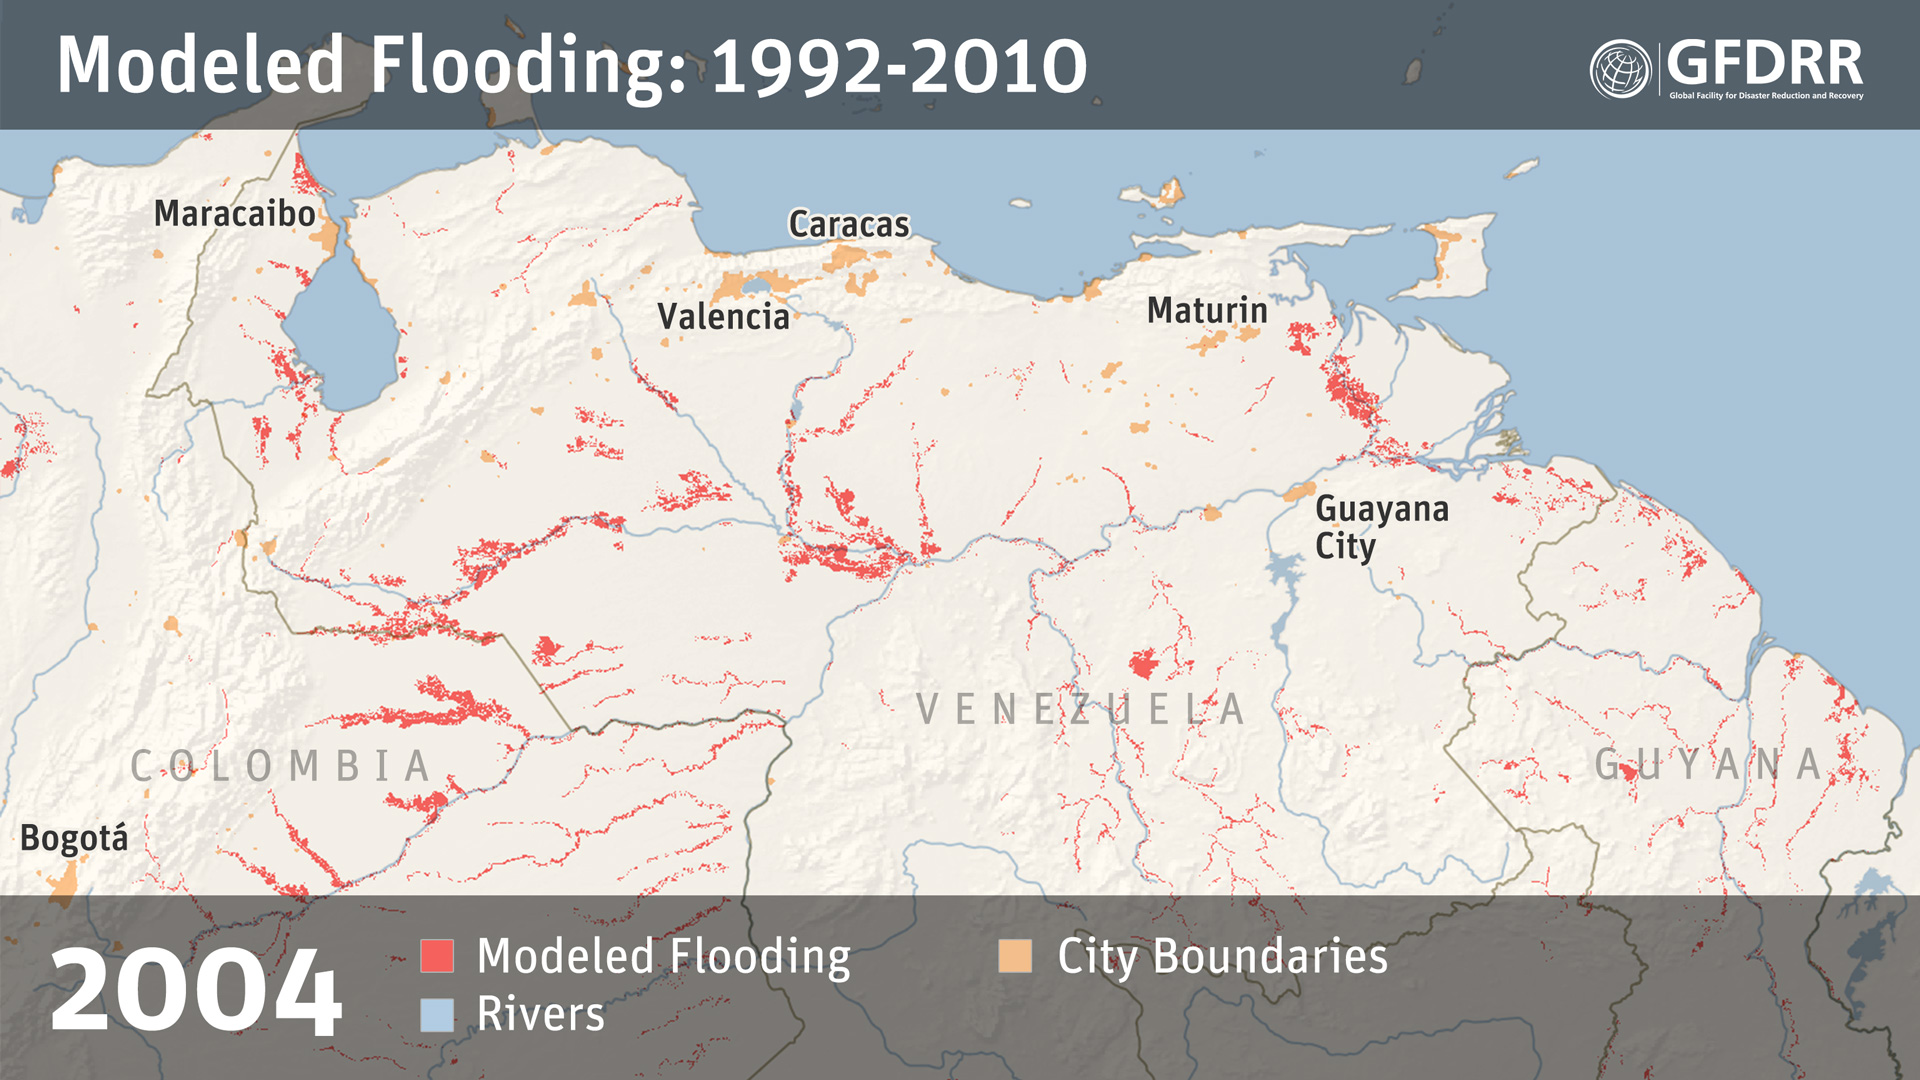 Modeled Flooding: 1992-2010
GFDRR
Global Facility for Disaster Reduction and Recovery
Maracaibo
Caracas
Valencia
Maturin
Guayana
City
VENEZUELA
COLOMBIA
GUYANA
Bogotá
2004
Modeled Flooding
City Boundaries
Rivers